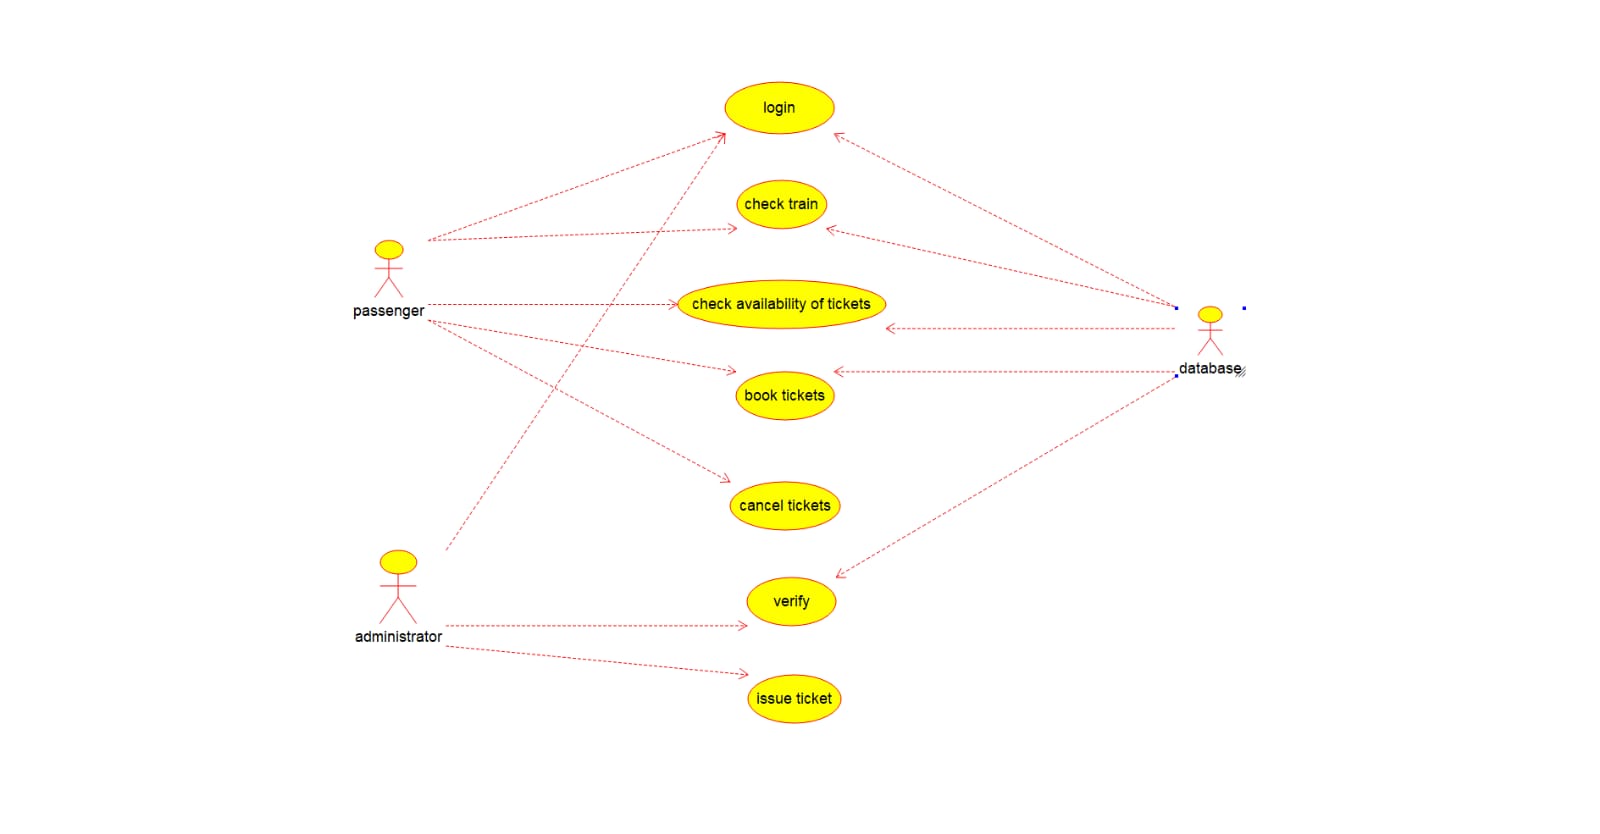 login
check train
passenger
check availability of tickets
database
book tickets
cancel tickets
verify
administrator
issue ticket